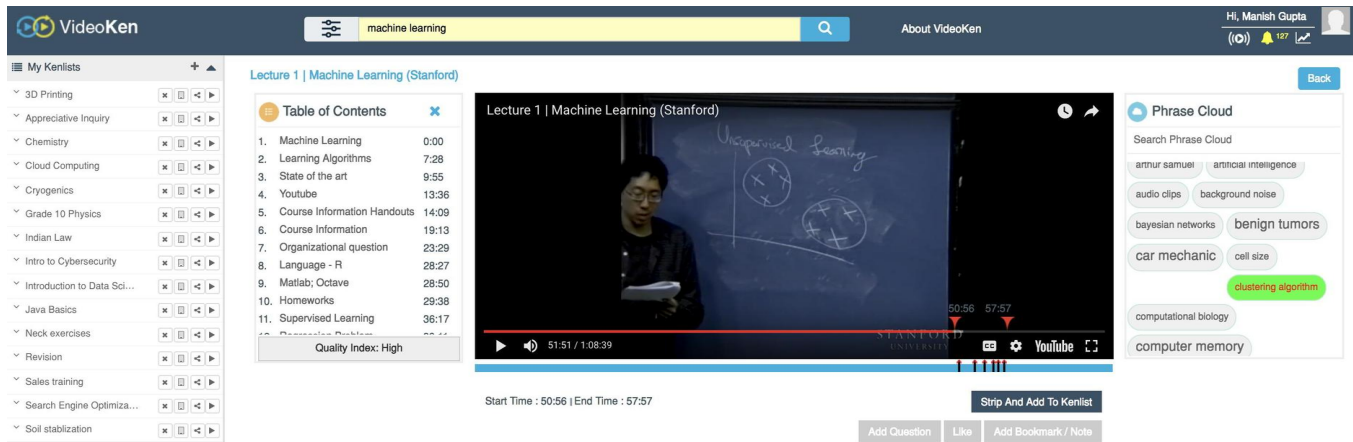 VideoKen
machine learning
About VideoKen
Hi, Manish Gupta
127
My Kenlists
3D Printing
Appreciative Inquiry
Chemistry
Cloud Computing
Cryogenics
Grade 10 Physics
Indian Law
Intro to Cybersecurity
Introduction to Data Sci...
Java Basics
Neck exercises
Revision
Sales training
Search Engine Optimiza...
Soil stablization
Lecture 1 | Machine Learning (Stanford)
Back
Table of Contents
1. Machine Learning 0:00
2. Learning Algorithms 7:28
3. State of the art 9:55
4. Youtube 13:36
5. Course Information Handouts 14:09
6. Course Information 19:13
7. Organizational question 23:29
8. Language - R 28:27
9. Matlab; Octave 28:50
10. Homeworks 29:38
11. Supervised Learning 36:17
Quality Index: High
Lecture 1 | Machine Learning (Stanford)
Unsupervised Learning
50:56 57:57
STANFORD
UNIVERSITY
51:51 / 1:08:39
CC
YouTube
Start Time : 50:56 | End Time : 57:57
Strip And Add To Kenlist
Add Question Like Add Bookmark / Note
Phrase Cloud
Search Phrase Cloud
arthur samuel artificial intelligence
audio clips background noise
bayesian networks benign tumors
car mechanic cell size
clustering algorithm
computational biology
computer memory